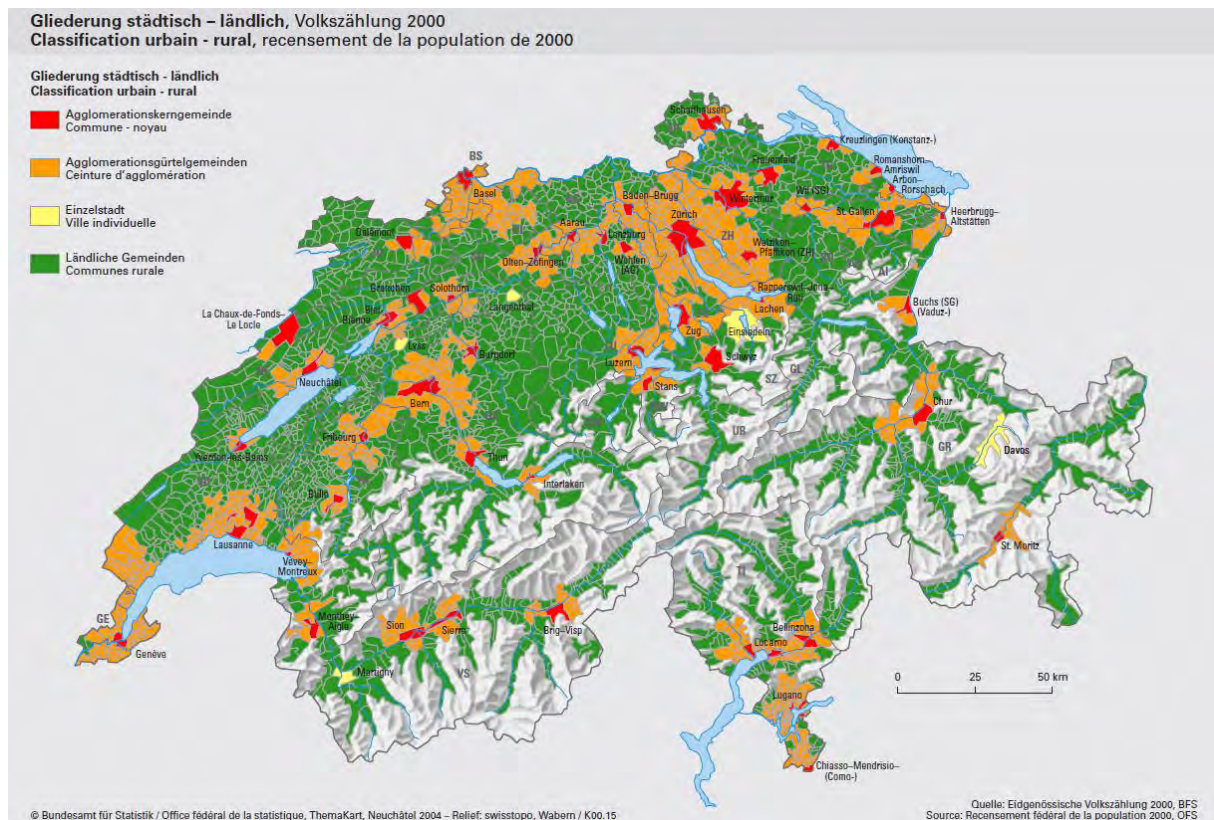 Gliederung städtisch – ländlich, Volkszählung 2000
Classification urbain - rural, recensement de la population de 2000
Gliederung städtisch - ländlich
Classification urbain - rural
Agglomerationskerngemeinde
Commune - noyau
Agglomerationsgürtelgemeinden
Ceinture d'agglomération
Einzelstadt
Ville individuelle
Ländliche Gemeinden
Communes rurale
Schaffhausen
Kreuzlingen (Konstanz-)
BS
Frauenfeld
Romanshorn–
Amriswil
Basel
Baden–Brugg
Winterthur
Wil (SG)
Arbon–
Rorschach
Zürich
St. Gallen
Heerbrugg–
Altstätten
Aarau
Delémont
Lenzburg
ZH
Wetzikon–
Pfäffikon (ZH)
Olten–Zofingen
Wohlen
(AG)
AI
Grenchen
Solothurn
Rapperswil–Jona–
Rüti
Langenthal
Lachen
Buchs (SG)
(Vaduz-)
La Chaux-de-Fonds–
Le Locle
Biel
Bienne
Zug
Einsiedeln
Lyss
Burgdorf
Luzern
Schwyz
GL
SZ
Neuchâtel
Stans
Bern
Chur
UR
Fribourg
GR
Davos
Yverdon-les-Bains
Thun
Interlaken
Bulle
Lausanne
St. Moritz
Vevey–
Montreux
GE
Monthey–
Aigle
Sion
Sierre
Brig–Visp
Bellinzona
Locarno
Genève
Martigny
VS
0 25 50 km
Lugano
Chiasso–Mendrisio–
(Como-)
© Bundesamt für Statistik / Office fédéral de la statistique, ThemaKart, Neuchâtel 2004 – Relief: swisstopo, Wabern / K00.15
Quelle: Eidgenössische Volkszählung 2000, BFS
Source: Recensement fédéral de la population 2000, OFS